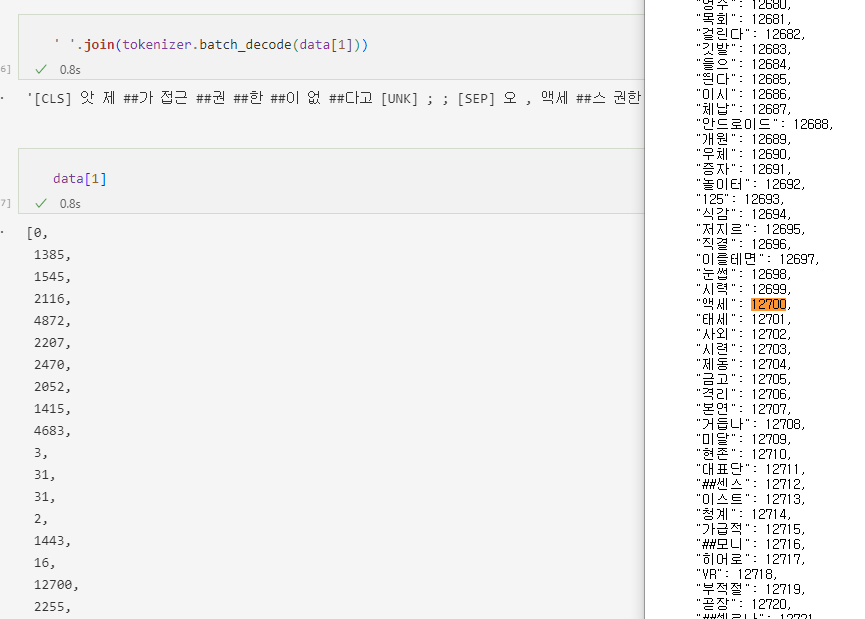 ' '.join(tokenizer.batch_decode(data[1]))
6] ✓ 0.8s
'[CLS] 앗 제 ##가 접근 ##권 ##한 ##이 없 ##다고 [UNK] ; ; [SEP] 오 , 액세 ##스 권한
data[1]
7] ✓ 0.8s
[0,
1385,
1545,
2116,
4872,
2207,
2470,
2052,
1415,
4683,
3,
31,
31,
2,
1443,
16,
12700,
2255,
"영수": 12680,
"목회": 12681,
"걸린다": 12682,
"깃발": 12683,
"들으": 12684,
"띈다": 12685,
"미시": 12686,
"체납": 12687,
"안드로이드": 12688,
"개원": 12689,
"우체": 12690,
"증자": 12691,
"놀이터": 12692,
"125": 12693,
"식감": 12694,
"저지르": 12695,
"직결": 12696,
"이를테면": 12697,
"눈썹": 12698,
"시력": 12699,
"액세": 12700,
"태세": 12701,
"사외": 12702,
"시련": 12703,
"제동": 12704,
"금고": 12705,
"격리": 12706,
"본연": 12707,
"거듭나": 12708,
"미달": 12709,
"현존": 12710,
"대표단": 12711,
"##센스": 12712,
"이스트": 12713,
"청계": 12714,
"가급적": 12715,
"##모니": 12716,
"히어로": 12717,
"VR": 12718,
"부적절": 12719,
"곧장": 12720,